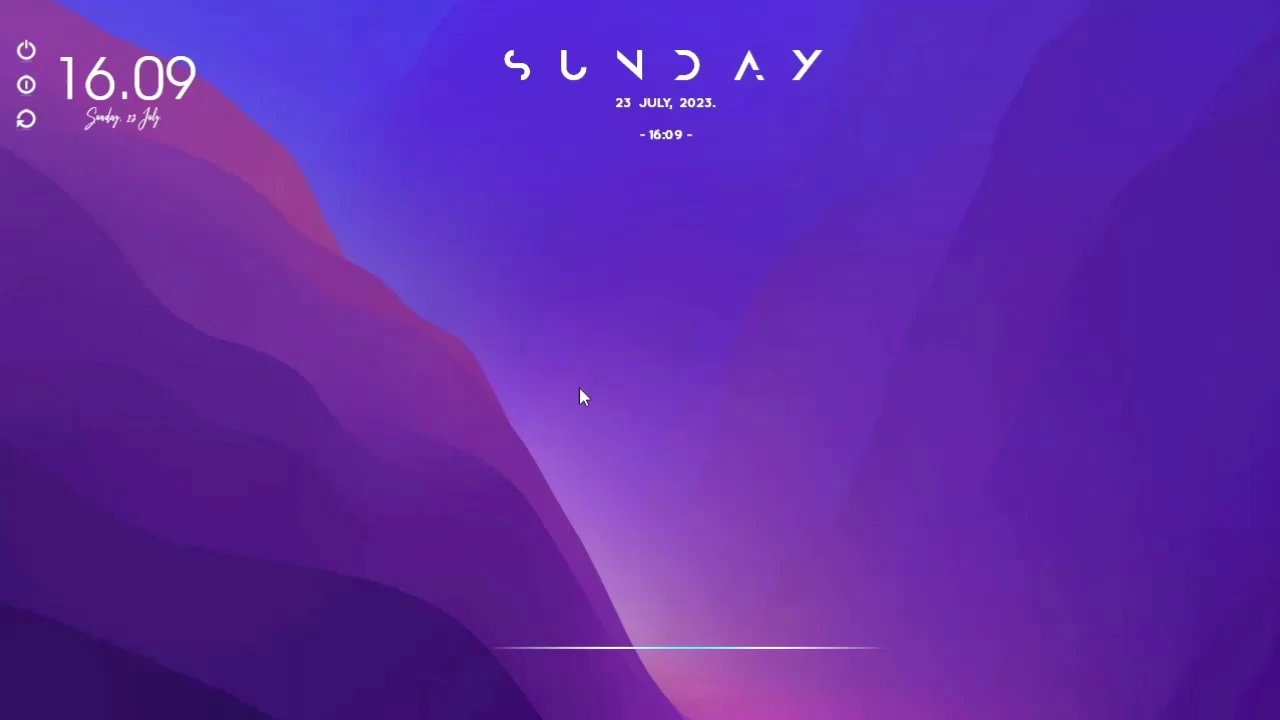 16.09
Sunday, 23 July
SUNDAY
23 JULY, 2023.
- 16:09 -